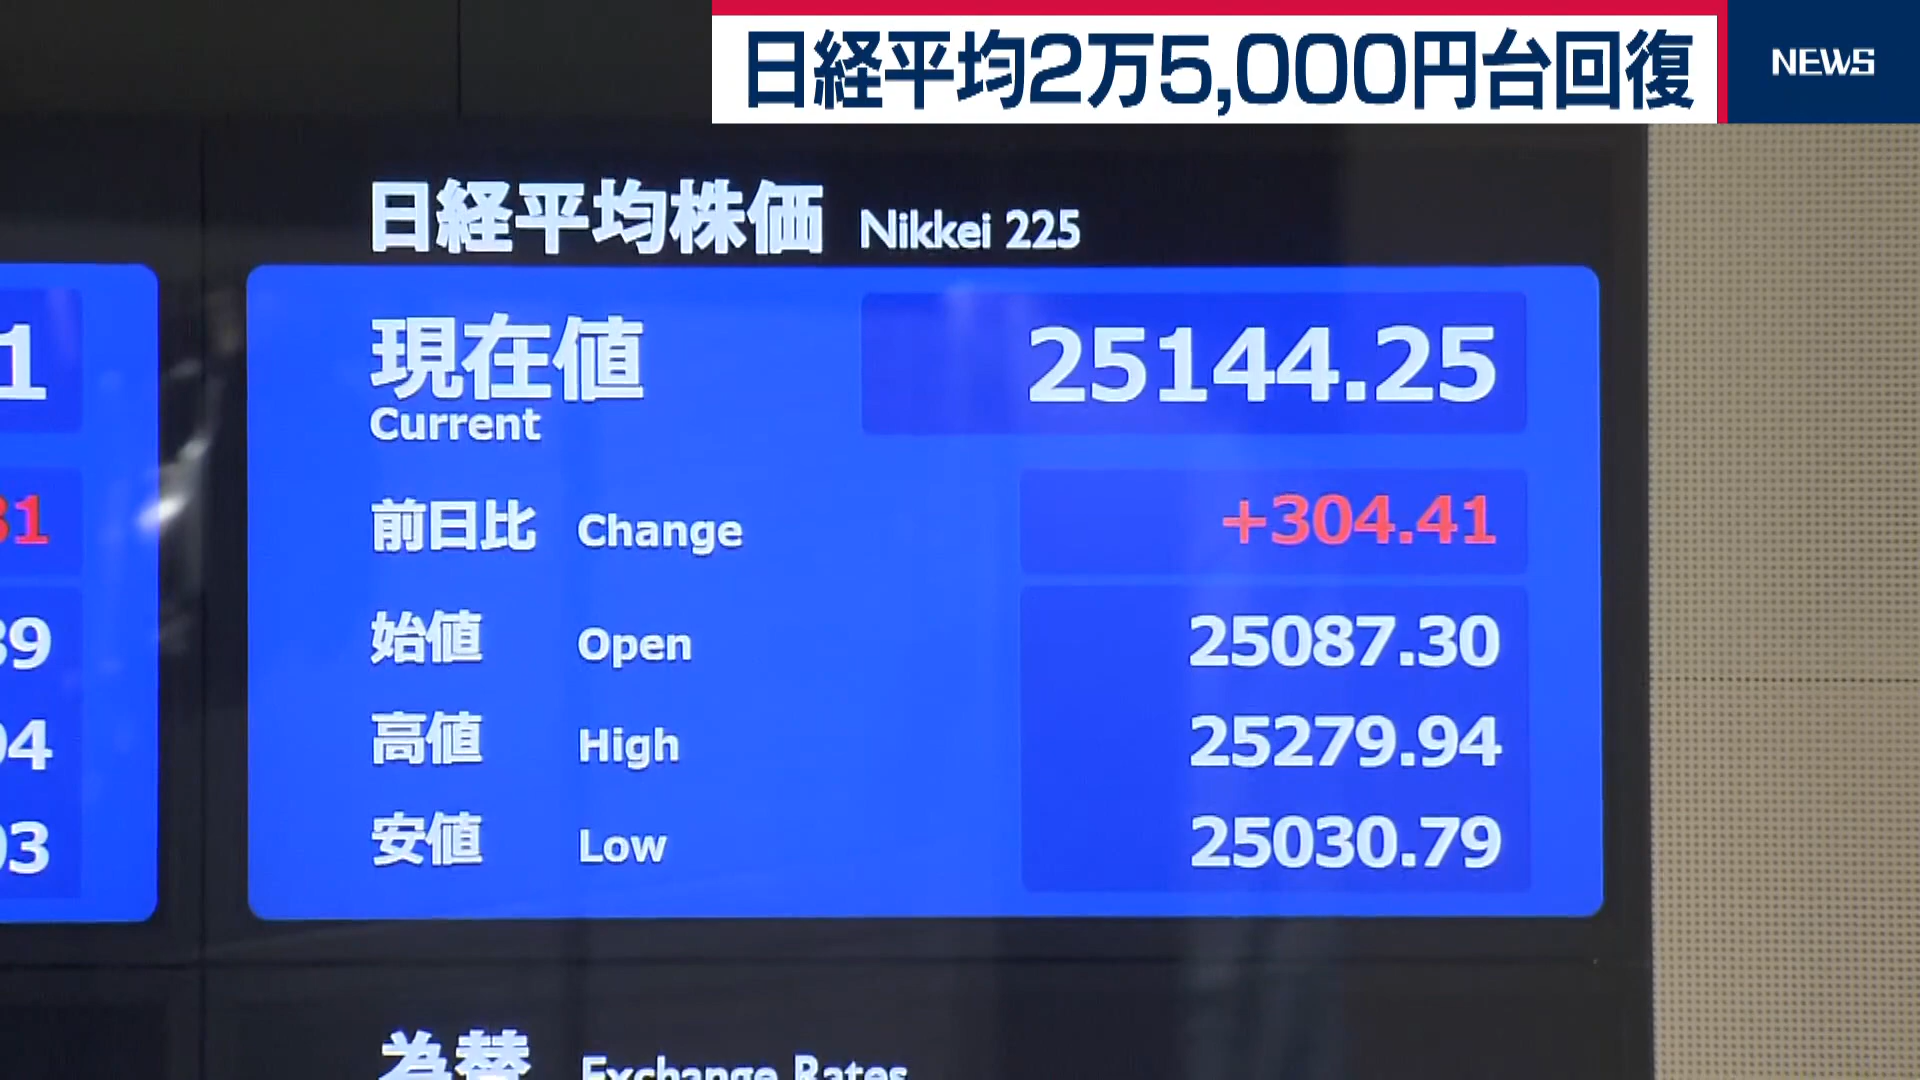 日経平均2万5,000円台回復
NEWS
日経平均株価 Nikkei 225
現在値 25144.25
Current
前日比 Change +304.41
始値 Open 25087.30
高値 High 25279.94
安値 Low 25030.79
為替 Exchange Rates